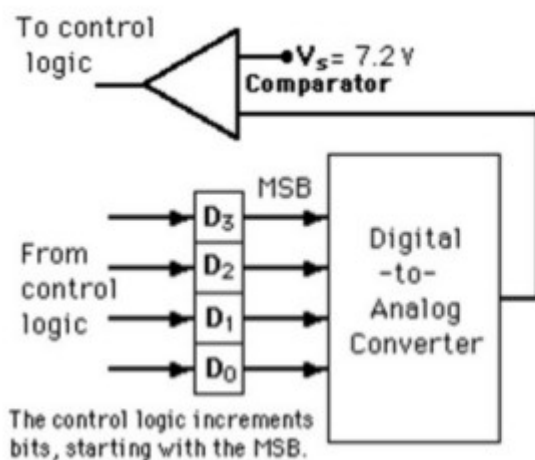 To control
logic
Vs= 7.2 V
Comparator
MSB
From
control
logic
D3
D2
D1
D0
Digital
-to-
Analog
Converter
The control logic increments
bits, starting with the MSB.